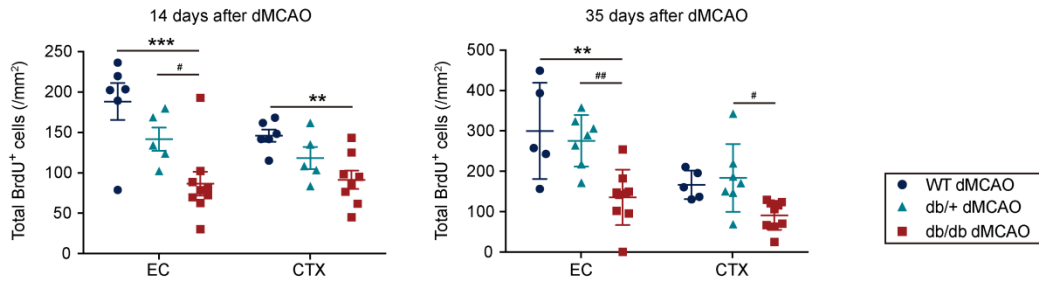 14 days after dMCAO
Total BrdU⁺ cells (/mm²)
250
200
150
100
50
0
***
#
**
EC
CTX
35 days after dMCAO
Total BrdU⁺ cells (/mm²)
500
400
300
200
100
0
**
##
#
EC
CTX
WT dMCAO
db/+ dMCAO
db/db dMCAO